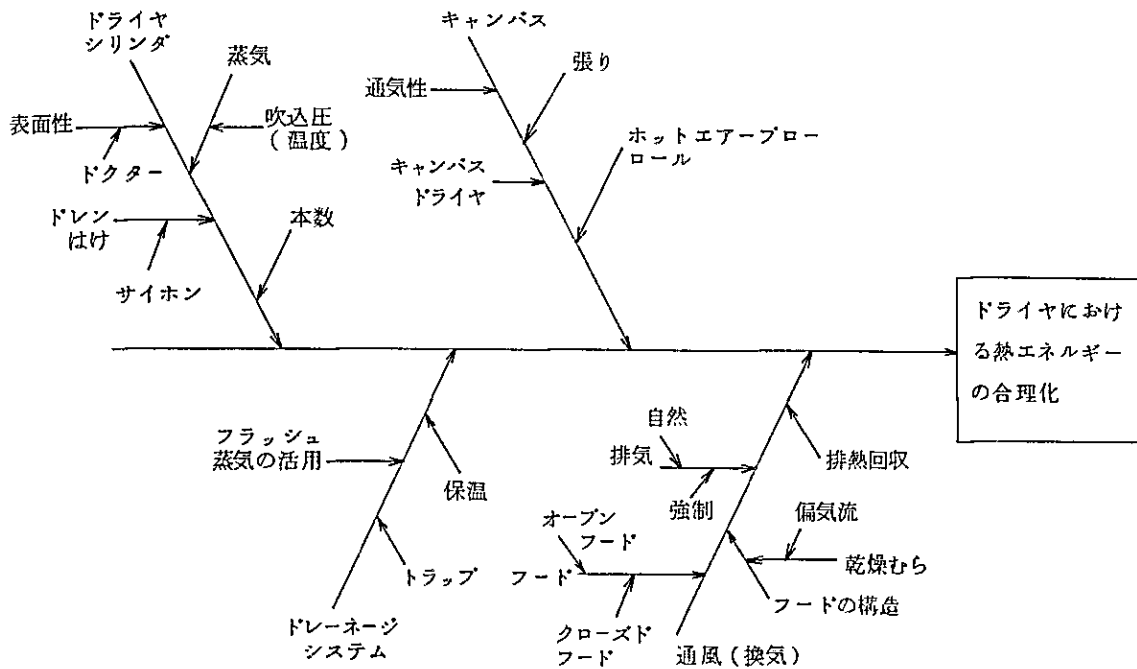 ドライヤ
シリンダ
蒸気
表面性
吹込圧
（温度）
ドクター
ドレン
はけ
本数
サイホン
キャンバス
通気性
張り
キャンバス
ドライヤ
ホットエアーブロー
ロール
ドライヤにおけ
る熱エネルギー
の合理化
フラッシュ
蒸気の活用
保温
トラップ
ドレーネージ
システム
自然
排気
強制
排熱回収
オープン
フード
フード
クローズド
フード
偏気流
乾燥むら
フードの構造
通風（換気）